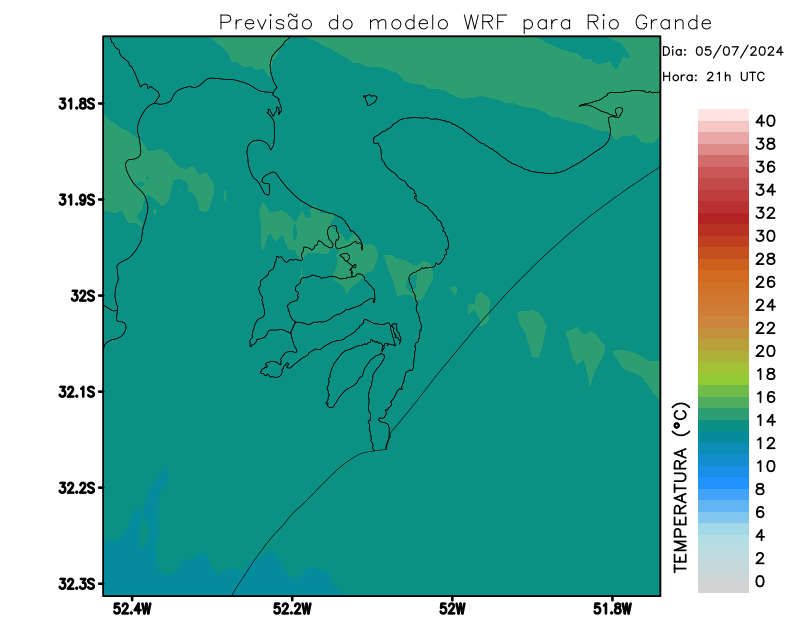 Previsão do modelo WRF para Rio Grande
Dia: 05/07/2024
Hora: 21h UTC
31.8S
31.9S
32S
32.1S
32.2S
32.3S
52.4W
52.2W
52W
51.8W
TEMPERATURA (°C)
40
38
36
34
32
30
28
26
24
22
20
18
16
14
12
10
8
6
4
2
0